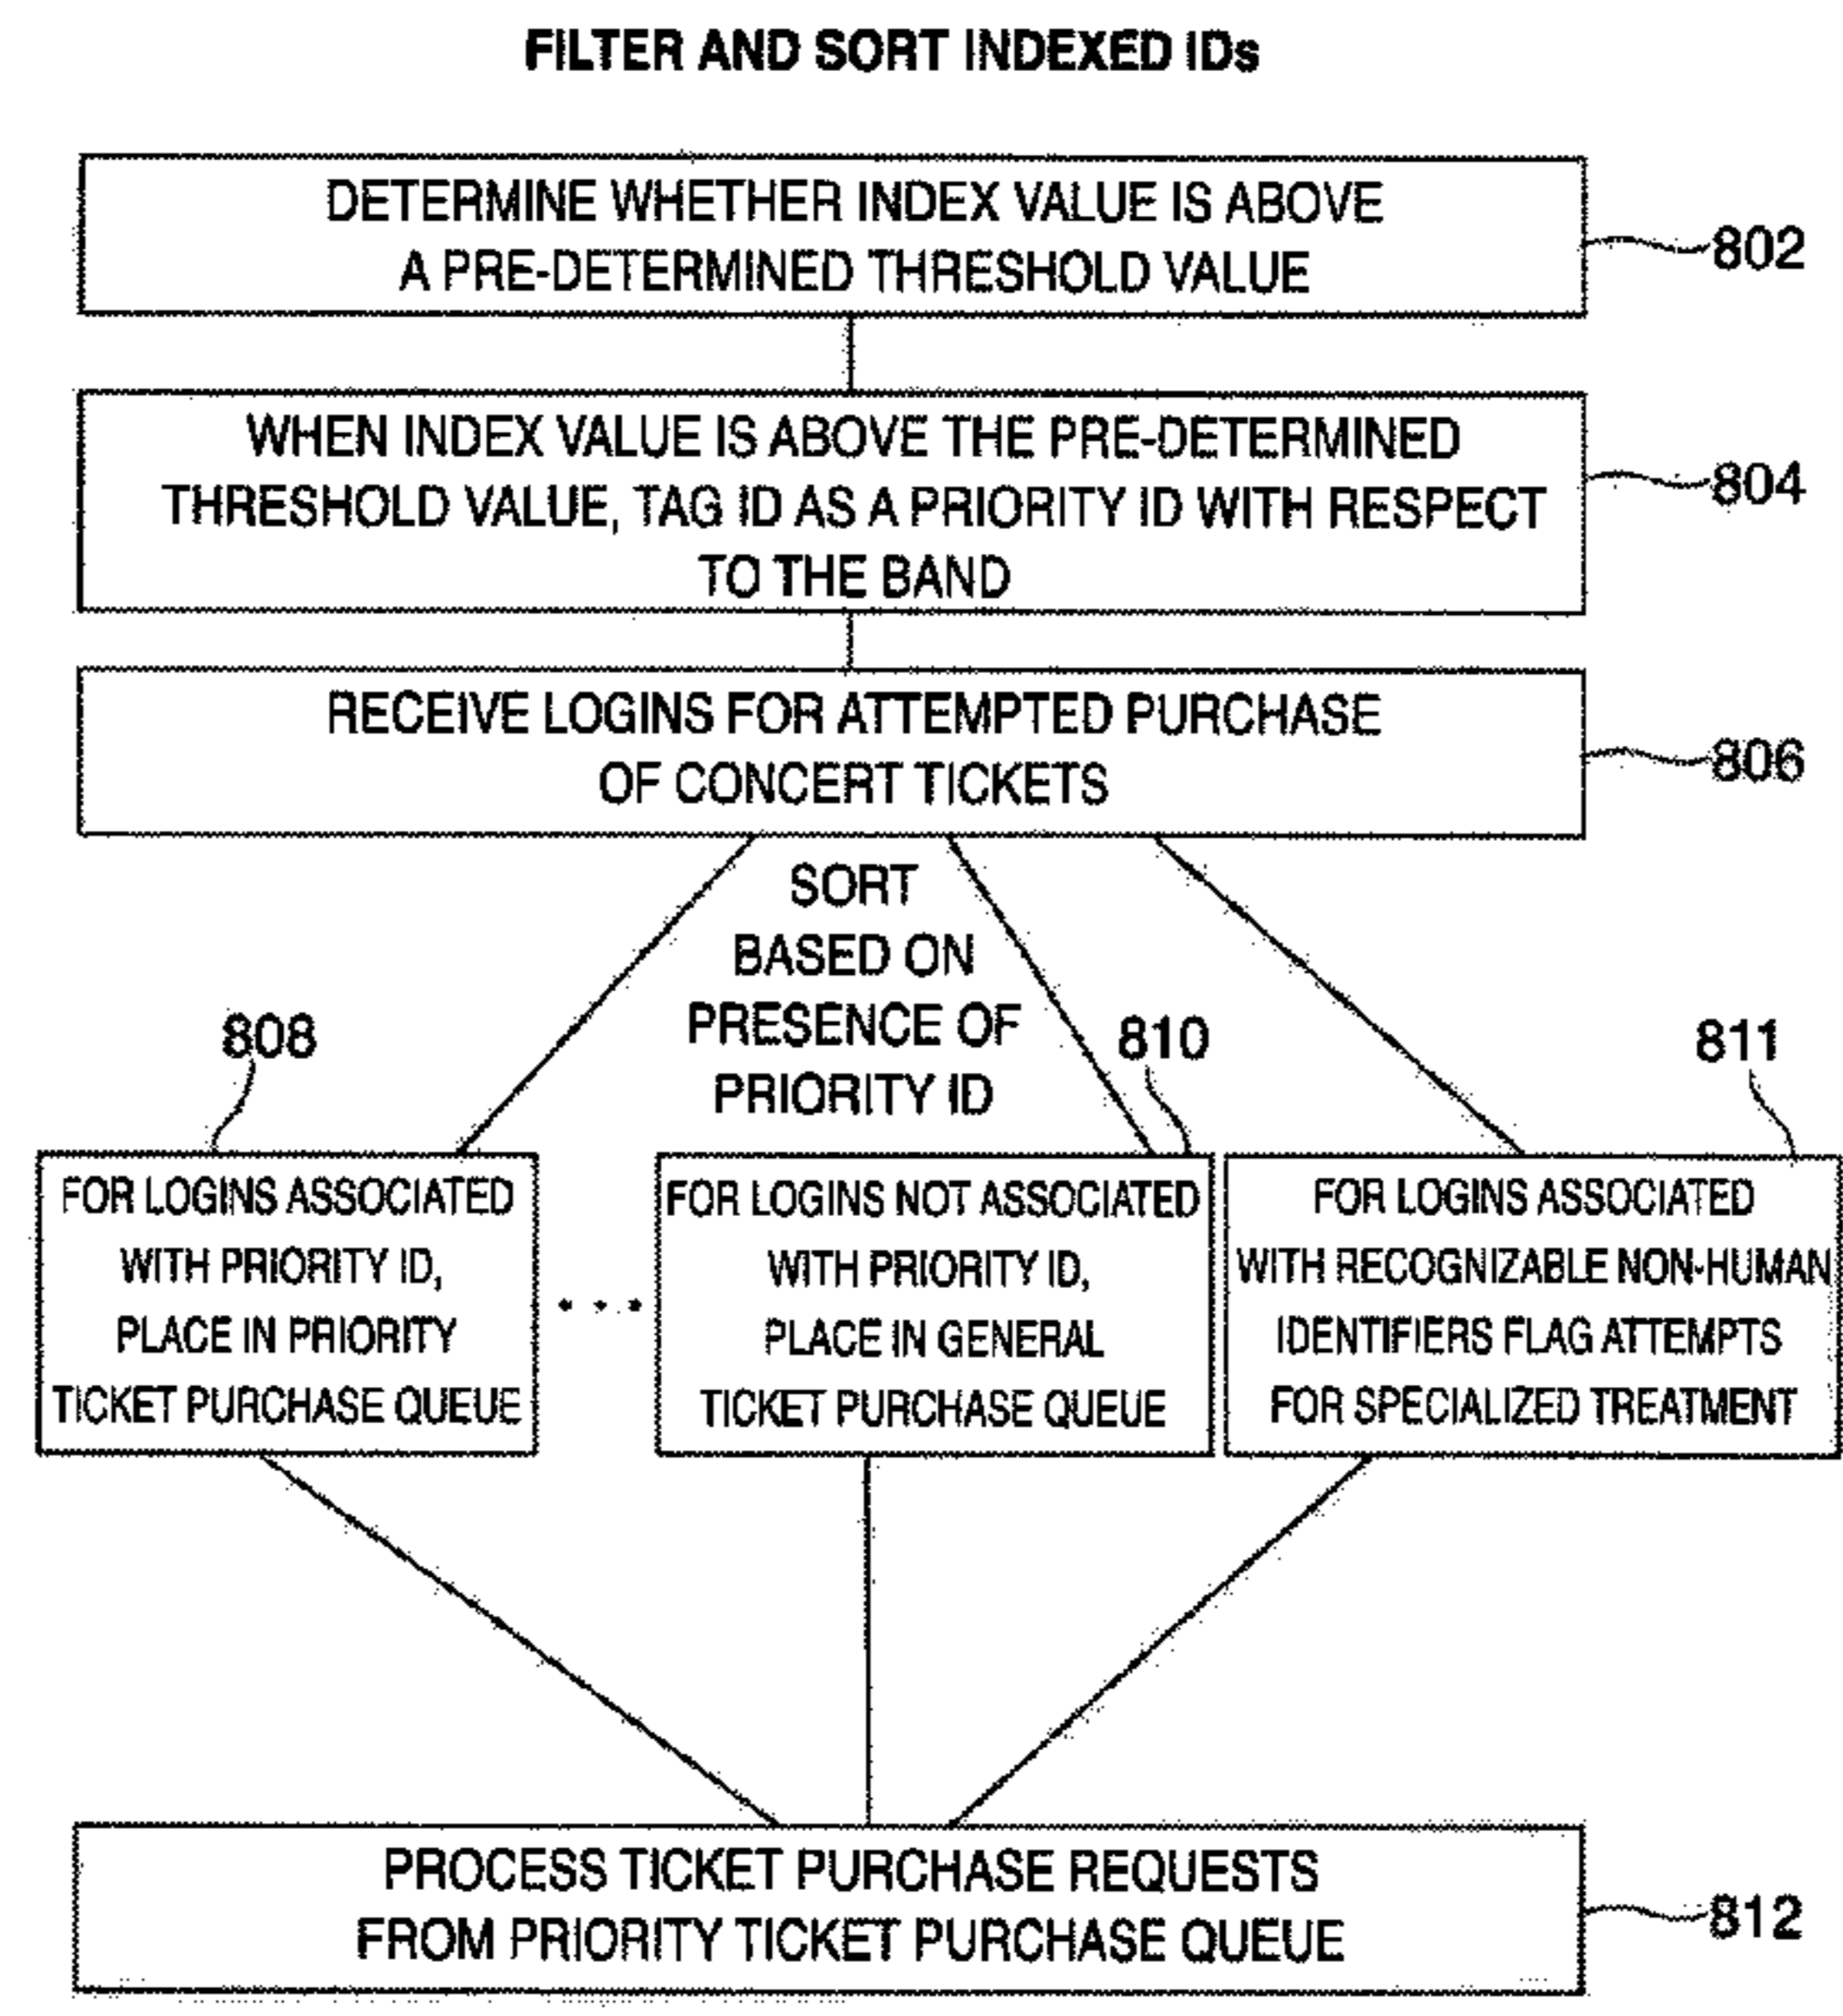 FILTER AND SORT INDEXED IDs
DETERMINE WHETHER INDEX VALUE IS ABOVE
A PRE-DETERMINED THRESHOLD VALUE
802
WHEN INDEX VALUE IS ABOVE THE PRE-DETERMINED
THRESHOLD VALUE, TAG ID AS A PRIORITY ID WITH RESPECT
TO THE BAND
804
RECEIVE LOGINS FOR ATTEMPTED PURCHASE
OF CONCERT TICKETS
806
SORT
BASED ON
PRESENCE OF
PRIORITY ID
808
FOR LOGINS ASSOCIATED
WITH PRIORITY ID,
PLACE IN PRIORITY
TICKET PURCHASE QUEUE
• • •
810
FOR LOGINS NOT ASSOCIATED
WITH PRIORITY ID,
PLACE IN GENERAL
TICKET PURCHASE QUEUE
811
FOR LOGINS ASSOCIATED
WITH RECOGNIZABLE NON-HUMAN
IDENTIFIERS FLAG ATTEMPTS
FOR SPECIALIZED TREATMENT
PROCESS TICKET PURCHASE REQUESTS
FROM PRIORITY TICKET PURCHASE QUEUE
812